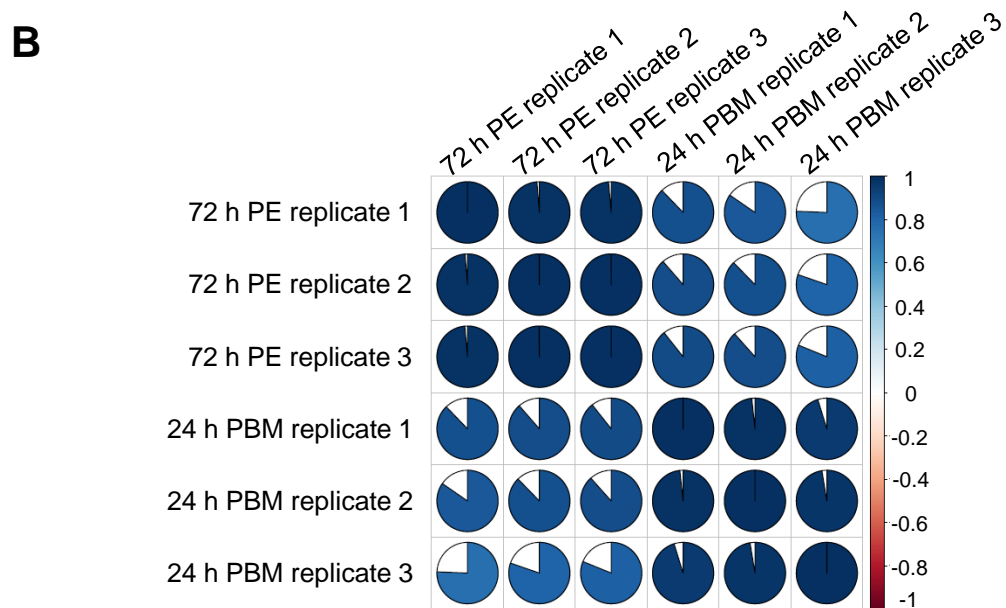 B
72 h PE replicate 1
72 h PE replicate 2
72 h PE replicate 3
24 h PBM replicate 1
24 h PBM replicate 2
24 h PBM replicate 3
72 h PE replicate 1
72 h PE replicate 2
72 h PE replicate 3
24 h PBM replicate 1
24 h PBM replicate 2
24 h PBM replicate 3
1
0.8
0.6
0.4
0.2
0
-0.2
-0.4
-0.6
-0.8
-1